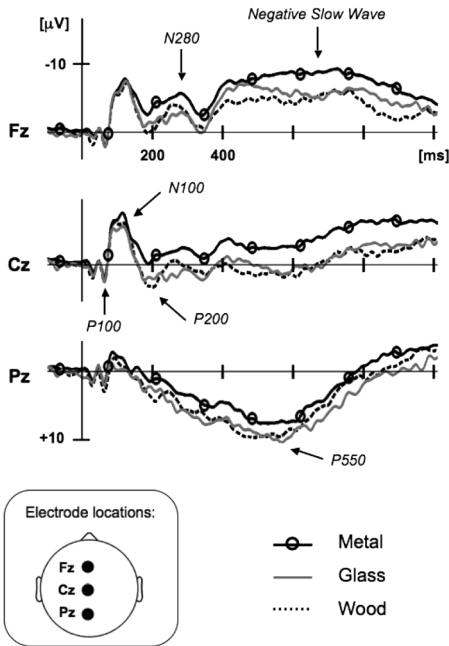 [µV]
N280
Negative Slow Wave
-10
Fz
200
400
[ms]
N100
Cz
P100
P200
Pz
+10
P550
Electrode locations:
Fz
Cz
Pz
Metal
Glass
Wood